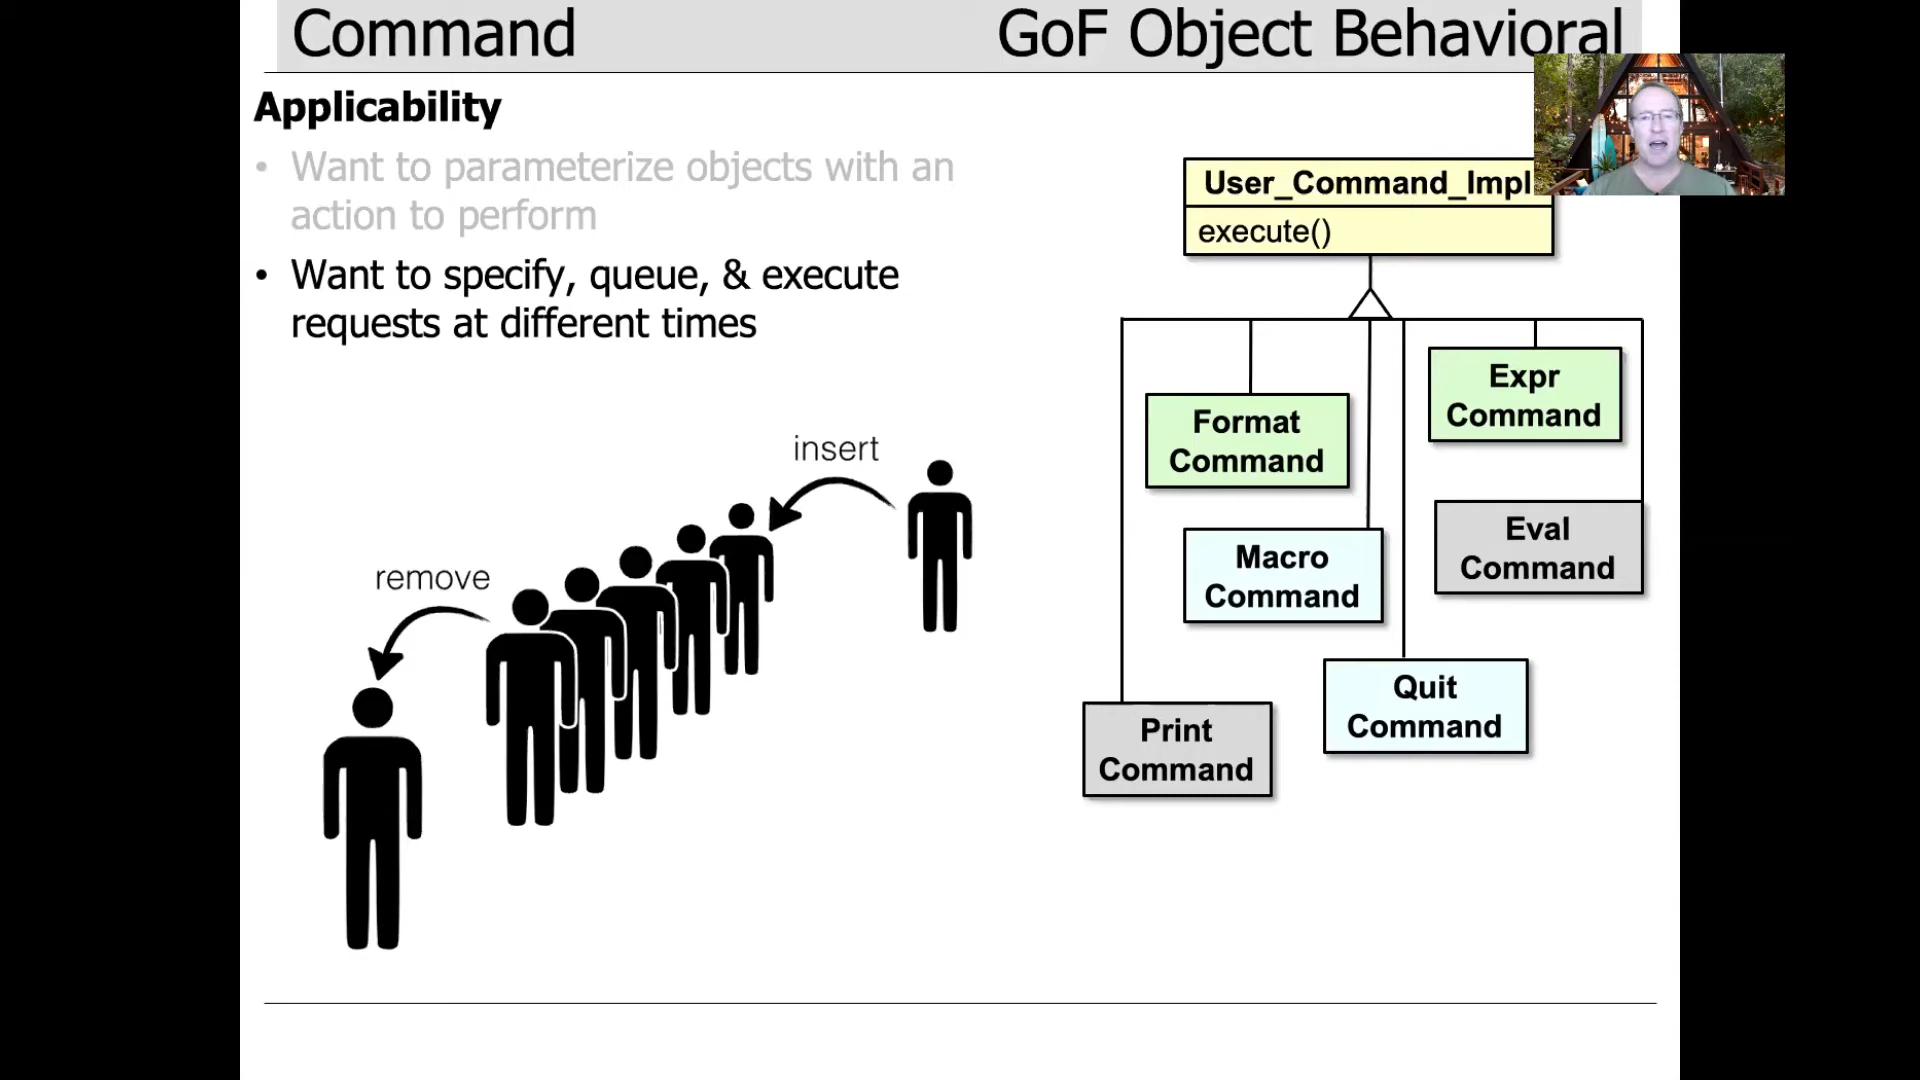 Command GoF Object Behavioral
Applicability
• Want to parameterize objects with an
action to perform
• Want to specify, queue, & execute
requests at different times
insert
remove
User_Command_Impl
execute()
Expr
Command
Format
Command
Eval
Command
Macro
Command
Quit
Command
Print
Command